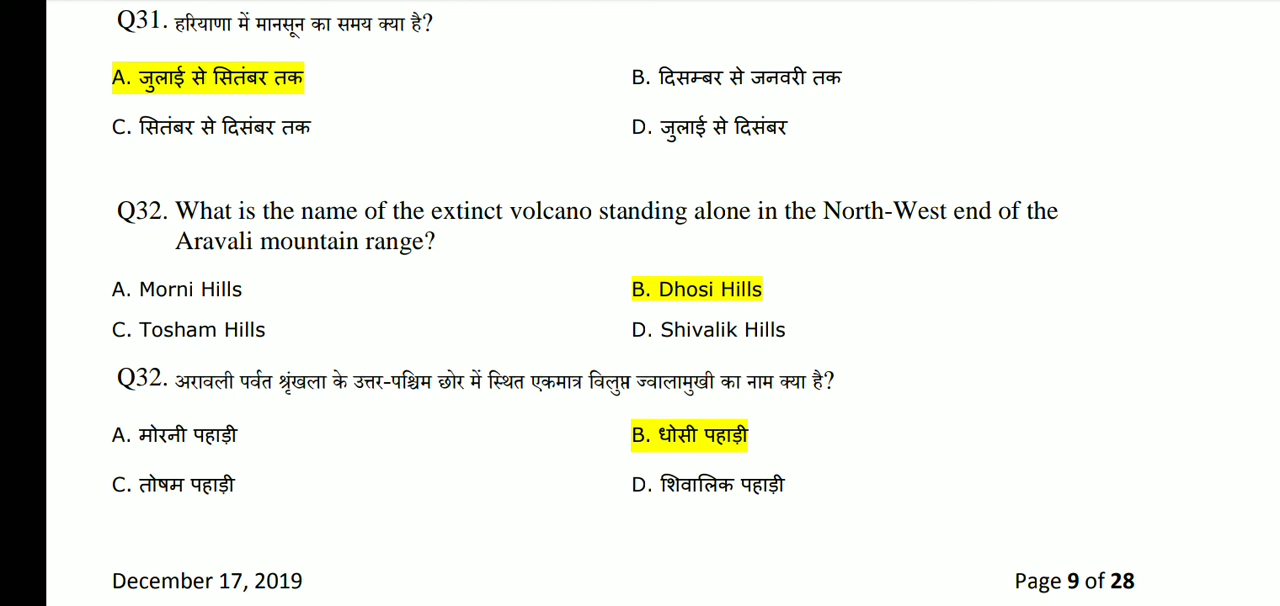 Q31. हरियाणा में मानसून का समय क्या है?
A. जुलाई से सितंबर तक B. दिसम्बर से जनवरी तक
C. सितंबर से दिसंबर तक D. जुलाई से दिसंबर
Q32. What is the name of the extinct volcano standing alone in the North-West end of the
Aravali mountain range?
A. Morni Hills B. Dhosi Hills
C. Tosham Hills D. Shivalik Hills
Q32. अरावली पर्वत श्रृंखला के उत्तर-पश्चिम छोर में स्थित एकमात्र विलुप्त ज्वालामुखी का नाम क्या है?
A. मोरनी पहाड़ी B. धोसी पहाड़ी
C. तोषम पहाड़ी D. शिवालिक पहाड़ी
December 17, 2019 Page 9 of 28